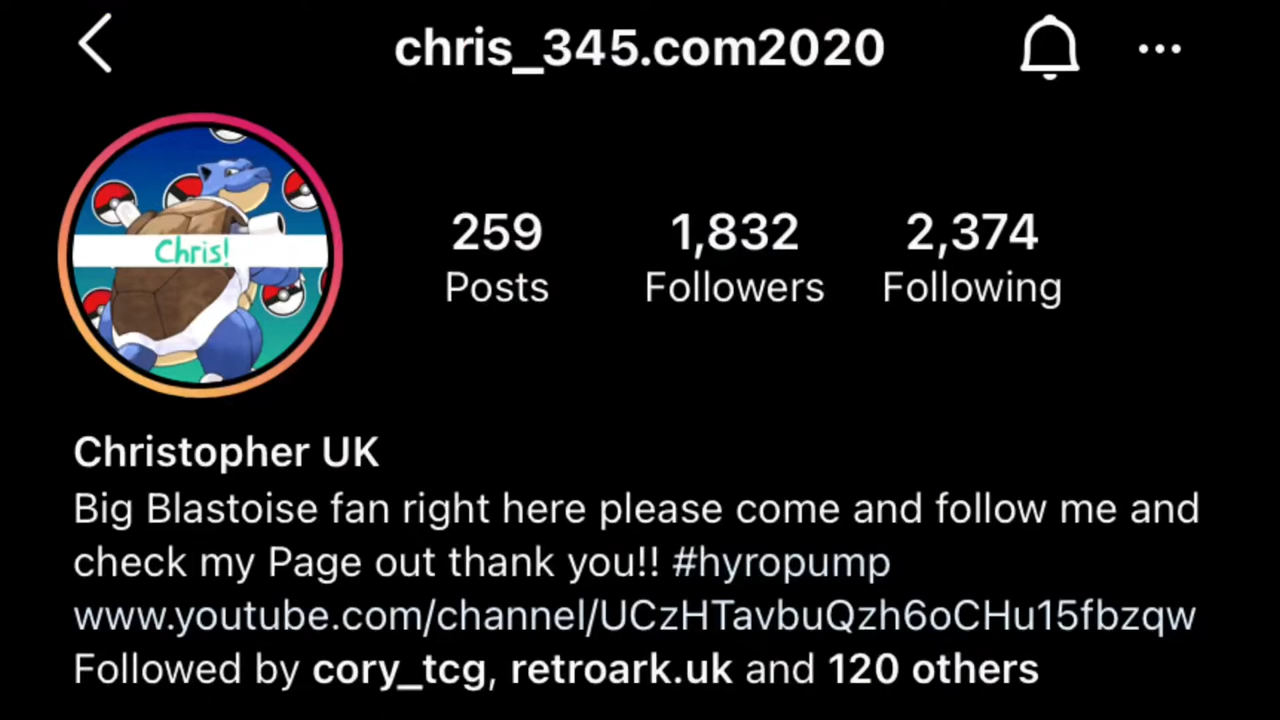 chris_345.com2020
Chris!
259 1,832 2,374
Posts Followers Following
Christopher UK
Big Blastoise fan right here please come and follow me and
check my Page out thank you!! #hyropump
www.youtube.com/channel/UCzHTavbuQzh6oCHu15fbzqw
Followed by cory_tcg, retroark.uk and 120 others